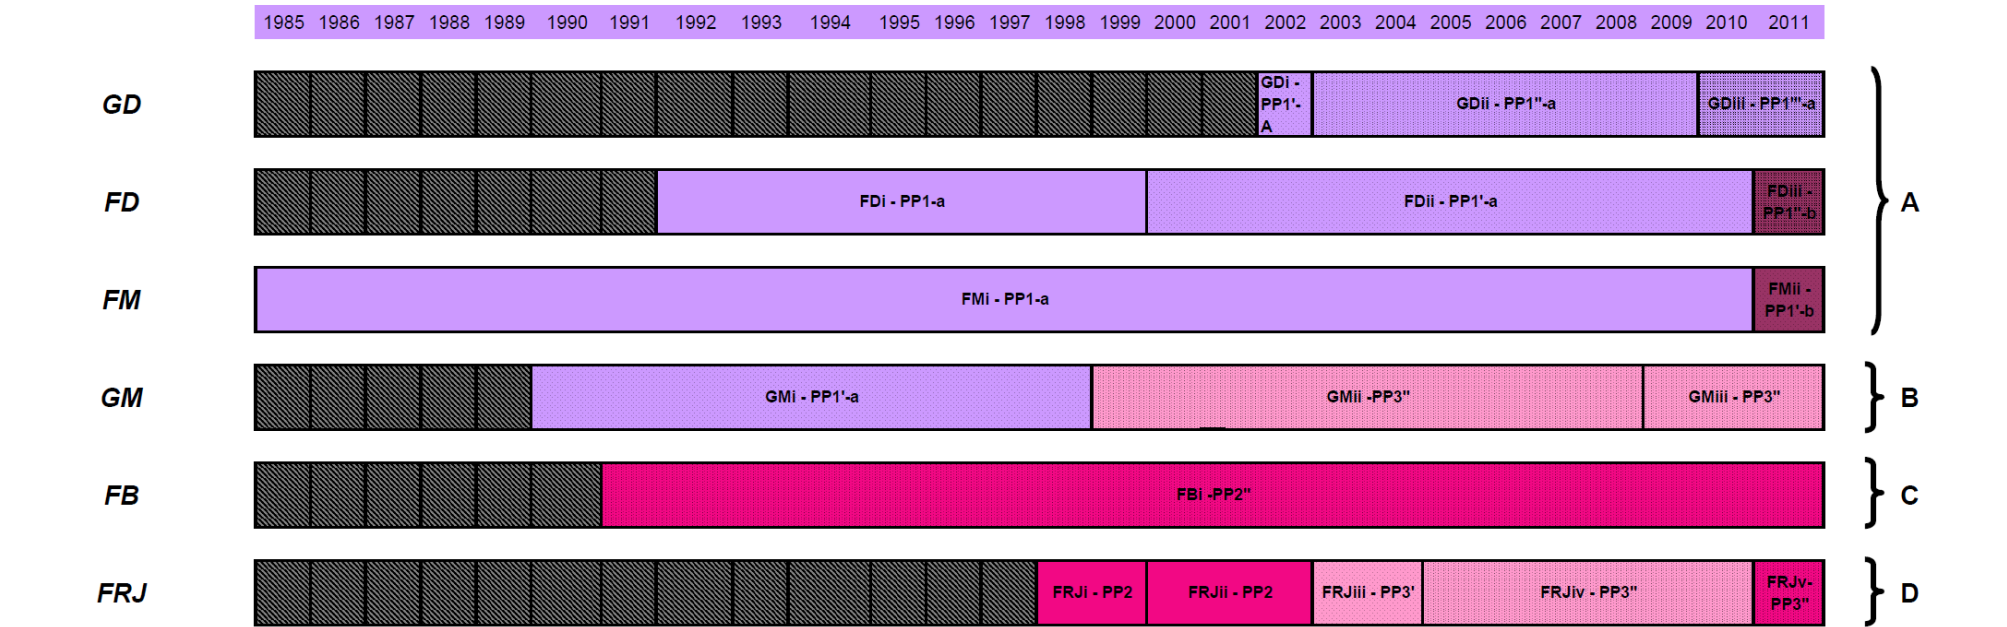 1985 1986 1987 1988 1989 1990 1991 1992 1993 1994 1995 1996 1997 1998 1999 2000 2001 2002 2003 2004 2005 2006 2007 2008 2009 2010 2011
GD
GDi -
PP1'-
A
GDii - PP1"-a
GDiii - PP1'"-a
FD
FDi - PP1-a
FDii - PP1'-a
FDiii -
PP1"-b
A
FM
FMi - PP1-a
FMii -
PP1'-b
GM
GMi - PP1'-a
GMii -PP3"
GMiii - PP3"
B
FB
FBi -PP2"
C
FRJ
FRJi - PP2
FRJii - PP2
FRJiii - PP3'
FRJiv - PP3"
FRJv-
PP3"
D